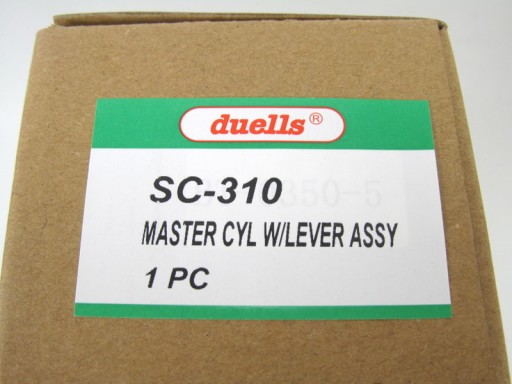 duells®
SC-310
MASTER CYL W/LEVER ASSY
1 PC